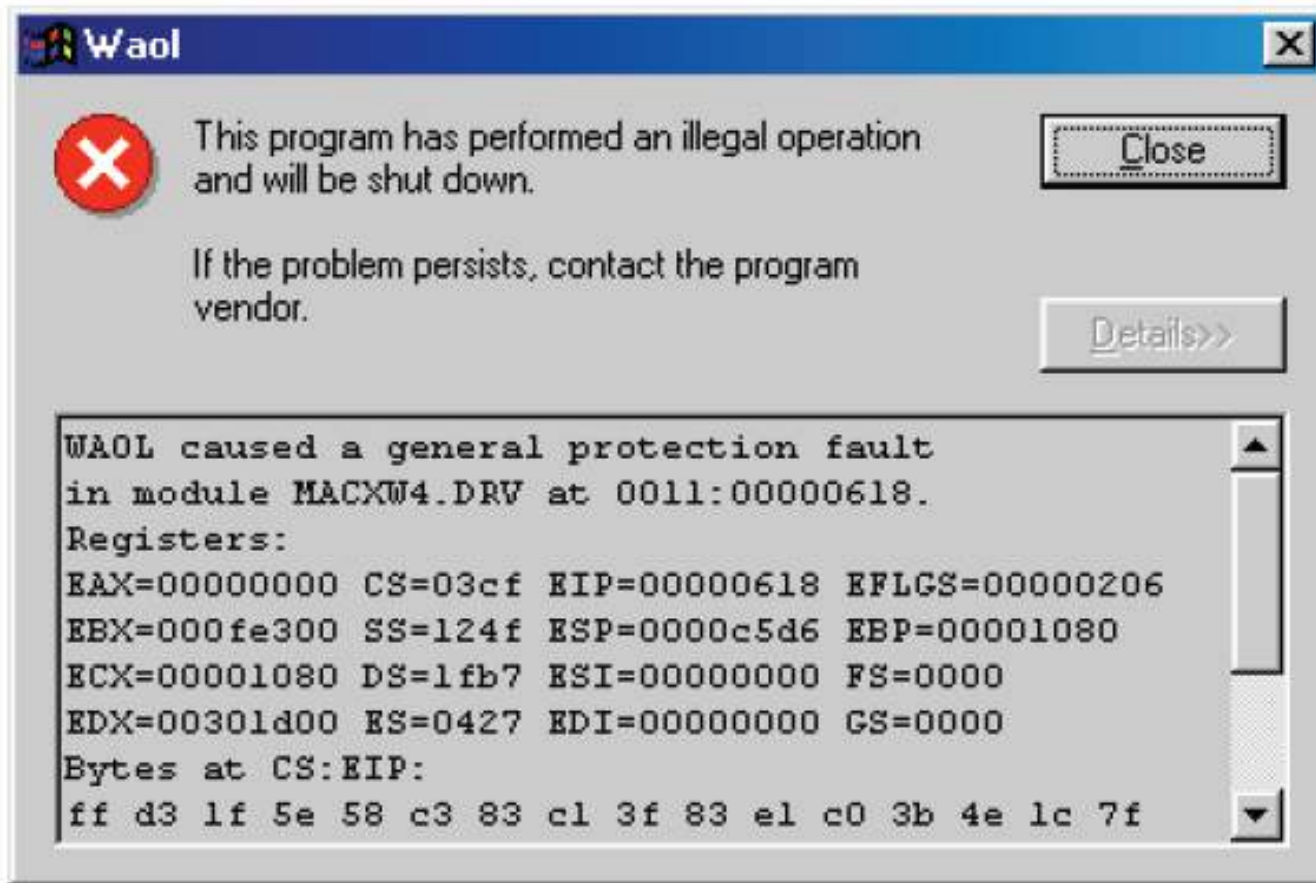 Waol
This program has performed an illegal operation
and will be shut down.
Close
If the problem persists, contact the program
vendor.
Details>>
WAOL caused a general protection fault
in module MACXW4.DRV at 0011:00000618.
Registers:
EAX=00000000 CS=03cf EIP=00000618 EFLGS=00000206
EBX=000fe300 SS=124f ESP=0000c5d6 EBP=00001080
ECX=00001080 DS=1fb7 ESI=00000000 FS=0000
EDX=00301d00 ES=0427 EDI=00000000 GS=0000
Bytes at CS:EIP:
ff d3 1f 5e 58 c3 83 c1 3f 83 e1 c0 3b 4e 1c 7f